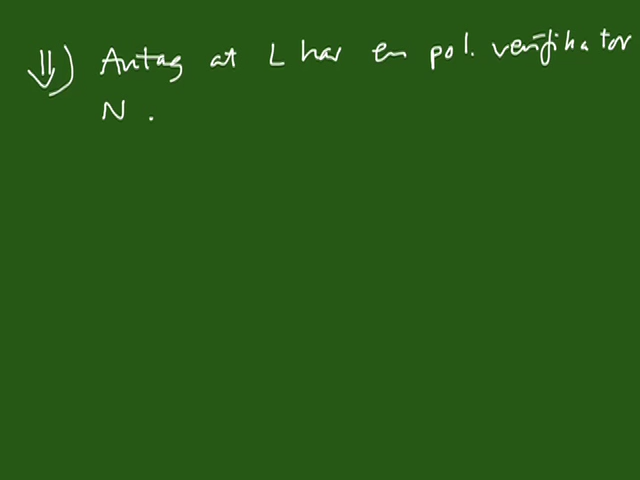 ⇓) Antag at L har en pol. verifikator
N .